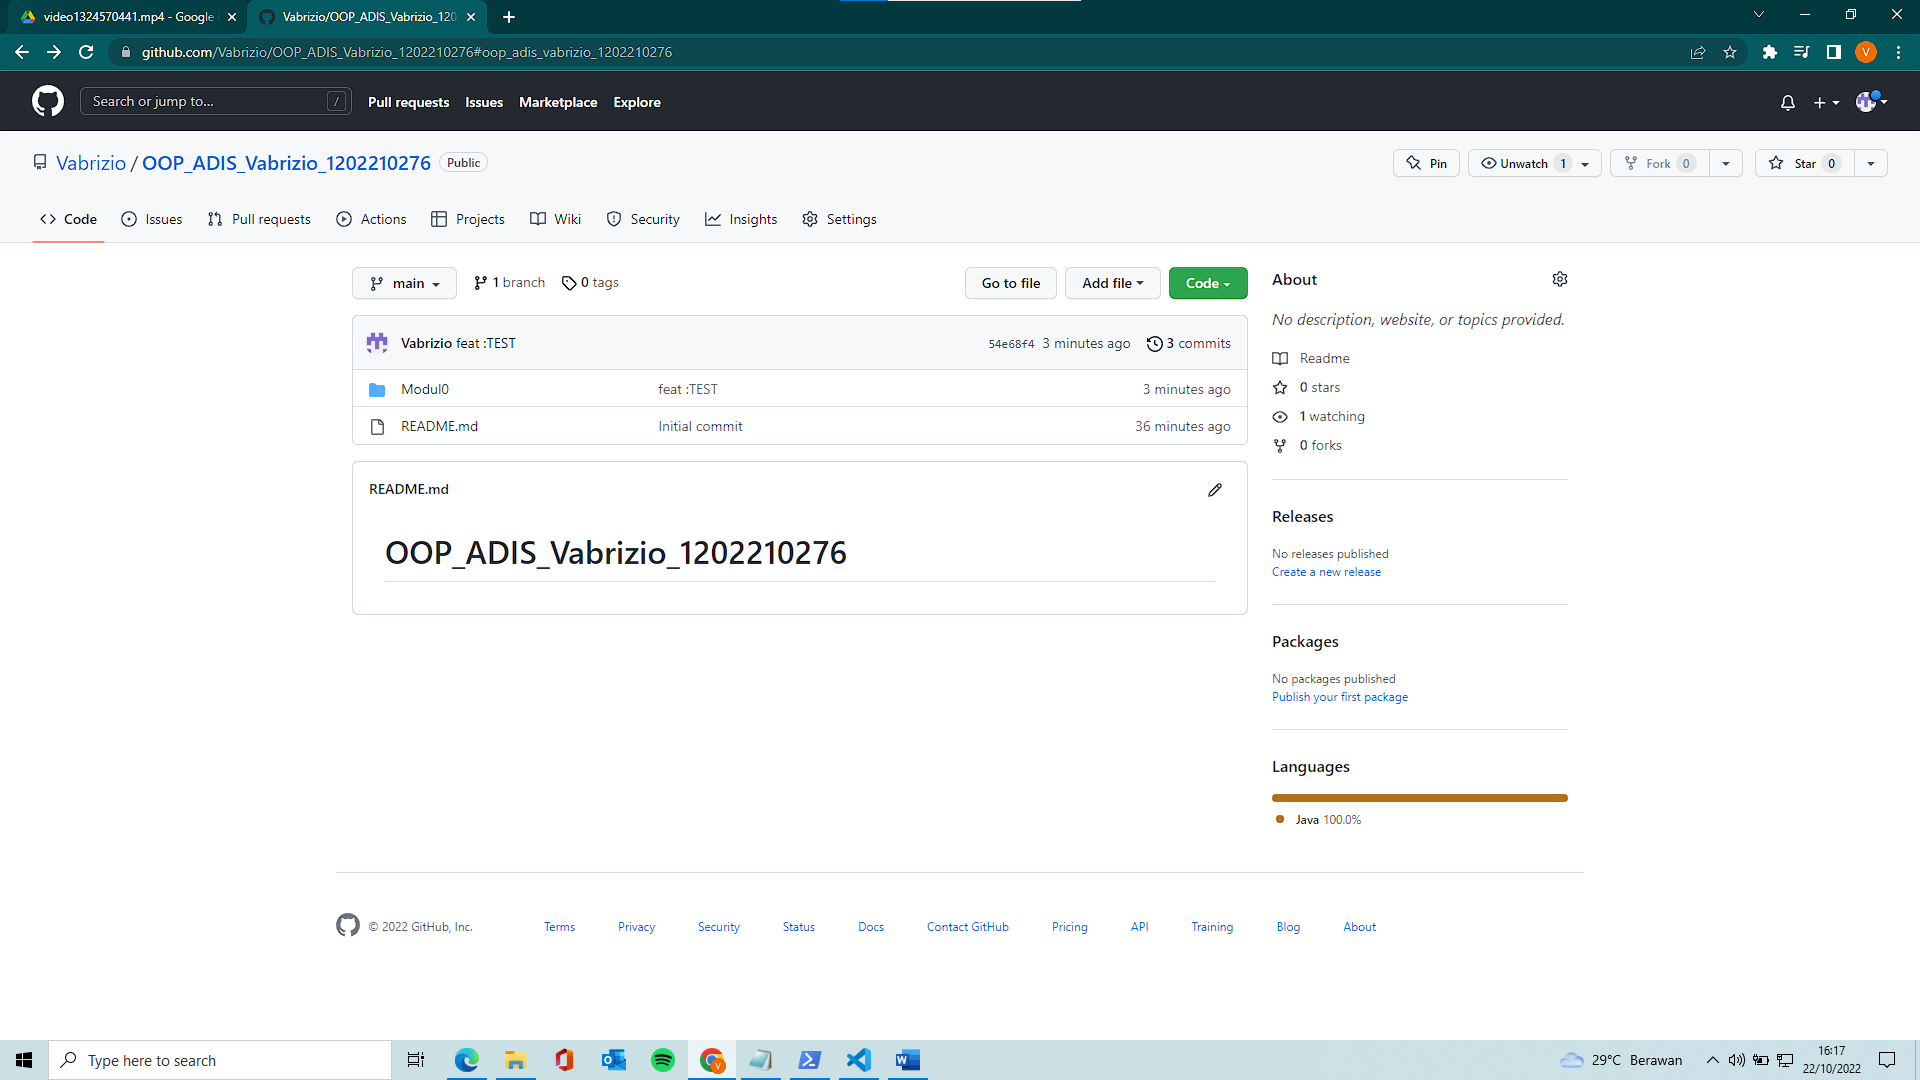 video1324570441.mp4 - Google
Vabrizio/OOP_ADIS_Vabrizio_120
github.com/Vabrizio/OOP_ADIS_Vabrizio_1202210276#oop_adis_vabrizio_1202210276
V
Search or jump to... /
Pull requests Issues Marketplace Explore
Vabrizio / OOP_ADIS_Vabrizio_1202210276 Public
Pin Unwatch 1 Fork 0 Star 0
Code Issues Pull requests Actions Projects Wiki Security Insights Settings
main 1 branch 0 tags Go to file Add file Code
Vabrizio feat :TEST 54e68f4 3 minutes ago 3 commits
Modul0 feat :TEST 3 minutes ago
README.md Initial commit 36 minutes ago
README.md
OOP_ADIS_Vabrizio_1202210276
About
No description, website, or topics provided.
Readme
0 stars
1 watching
0 forks
Releases
No releases published
Create a new release
Packages
No packages published
Publish your first package
Languages
Java 100.0%
© 2022 GitHub, Inc. Terms Privacy Security Status Docs Contact GitHub Pricing API Training Blog About
Type here to search
29°C Berawan
16:17
22/10/2022